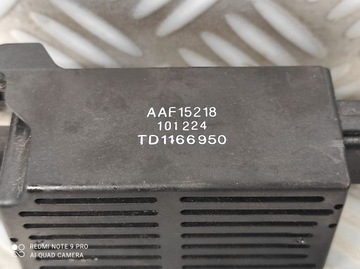 AAF15218
101224
TD1166950
REDMI NOTE 9 PRO
AI QUAD CAMERA